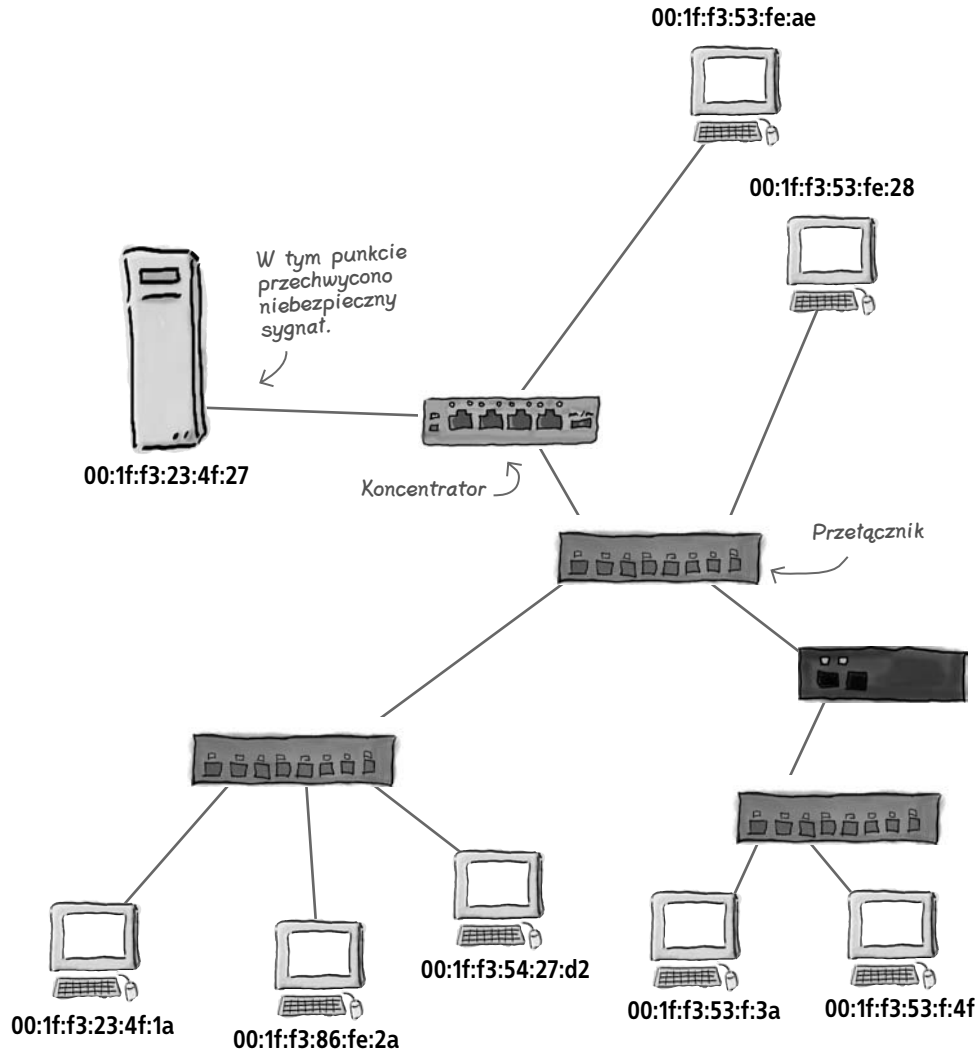 00:1f:f3:53:fe:ae
00:1f:f3:53:fe:28
W tym punkcie
przechwycono
niebezpieczny
sygnał.
00:1f:f3:23:4f:27
Koncentrator
Przełącznik
00:1f:f3:54:27:d2
00:1f:f3:53:f:3a
00:1f:f3:53:f:4f
00:1f:f3:23:4f:1a
00:1f:f3:86:fe:2a